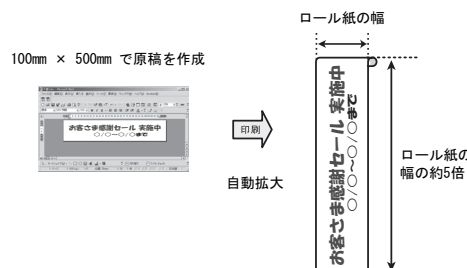 ロール紙の幅
100mm × 500mm で原稿を作成
お客さま感謝セール 実施中
○/○～○/○まで
印刷
自動拡大
お客さま感謝セール 実施中
○/○～○/○まで
ロール紙の
幅の約5倍